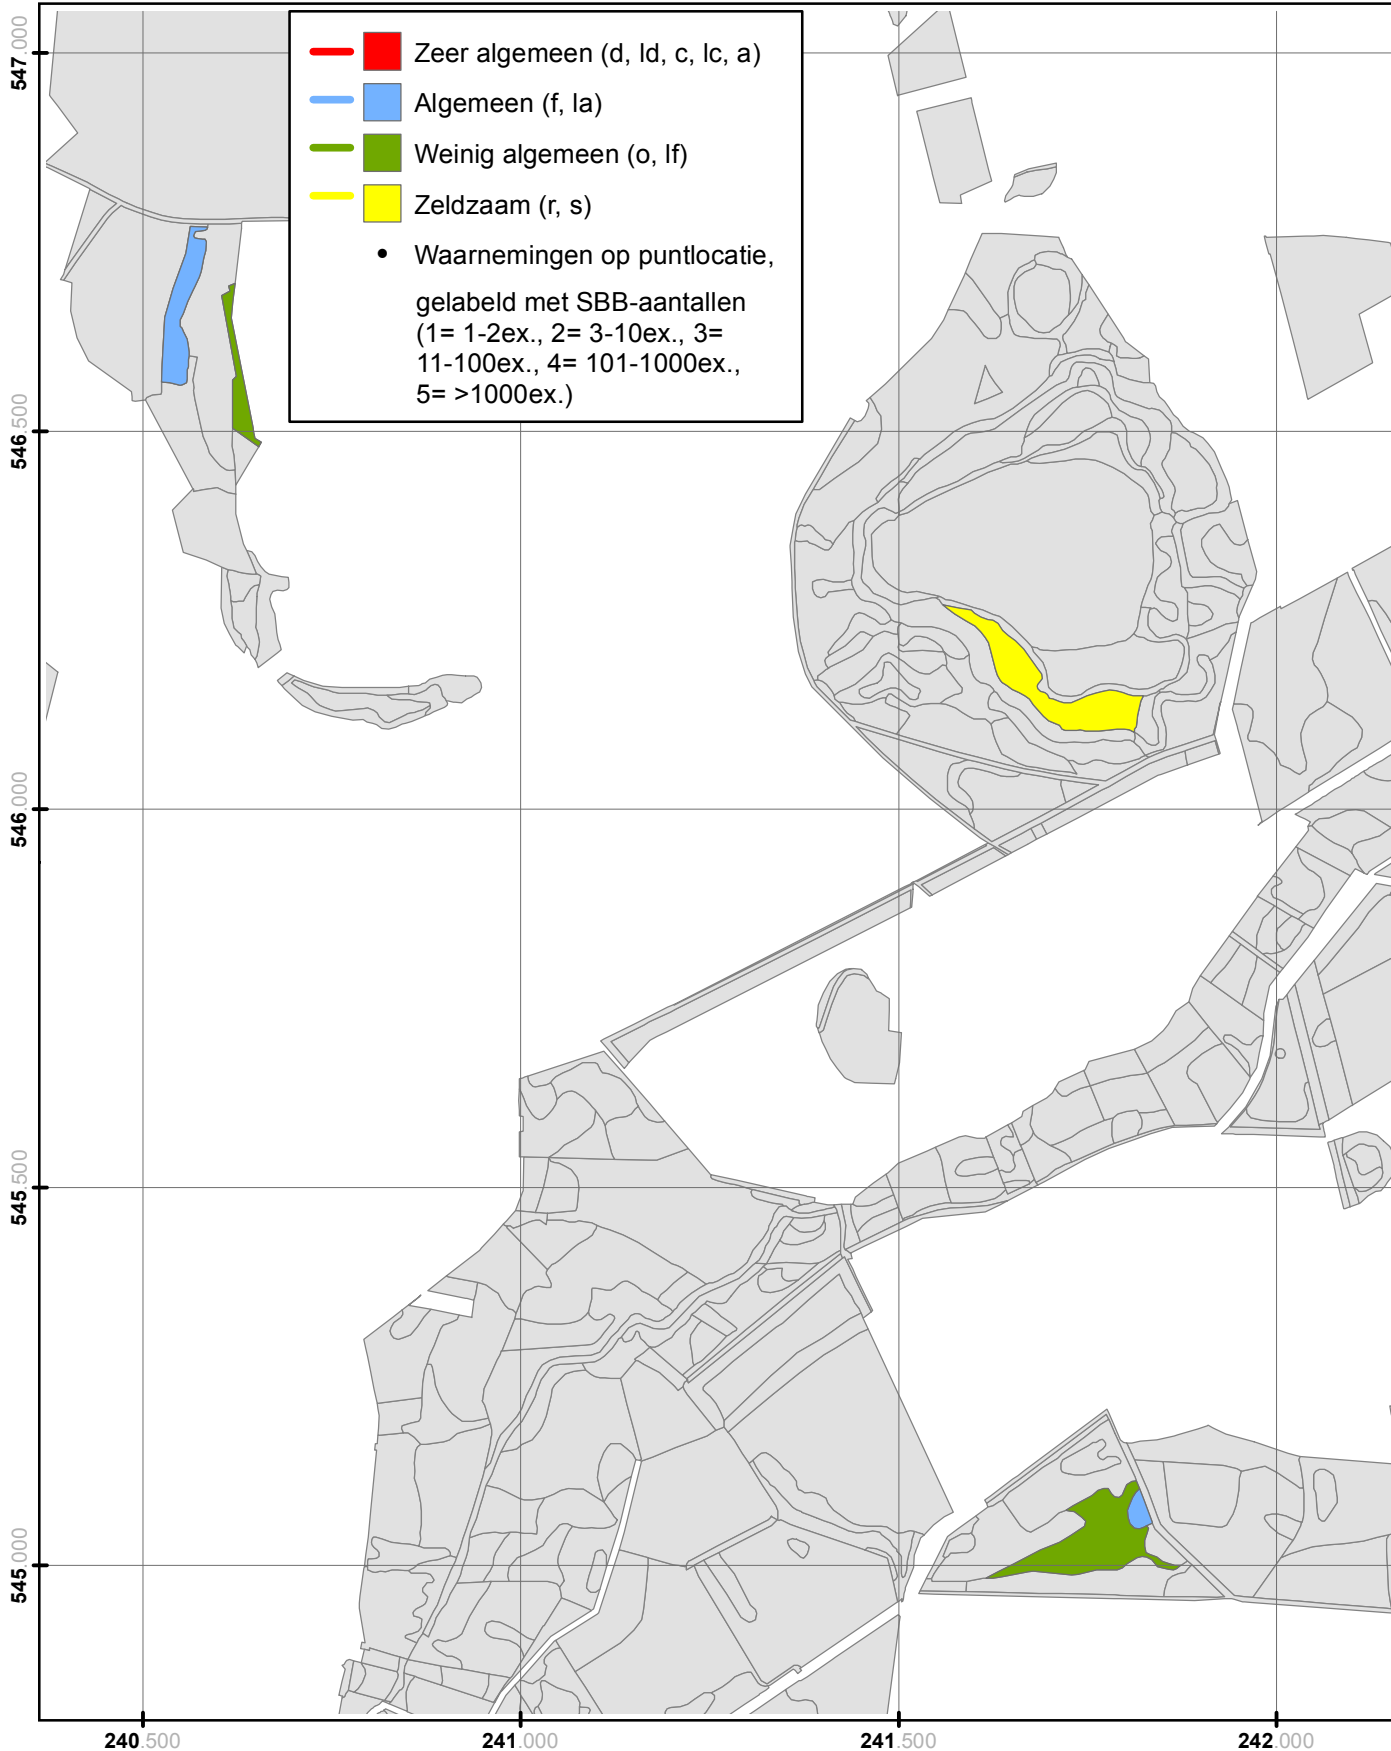 Zeer algemeen (d, ld, c, lc, a)
Algemeen (f, la)
Weinig algemeen (o, lf)
Zeldzaam (r, s)
Waarnemingen op puntlocatie,
gelabeld met SBB-aantallen
(1= 1-2ex., 2= 3-10ex., 3=
11-100ex., 4= 101-1000ex.,
5= >1000ex.)
547.000
546.500
546.000
545.500
545.000
240.500
241.000
241.500
242.000